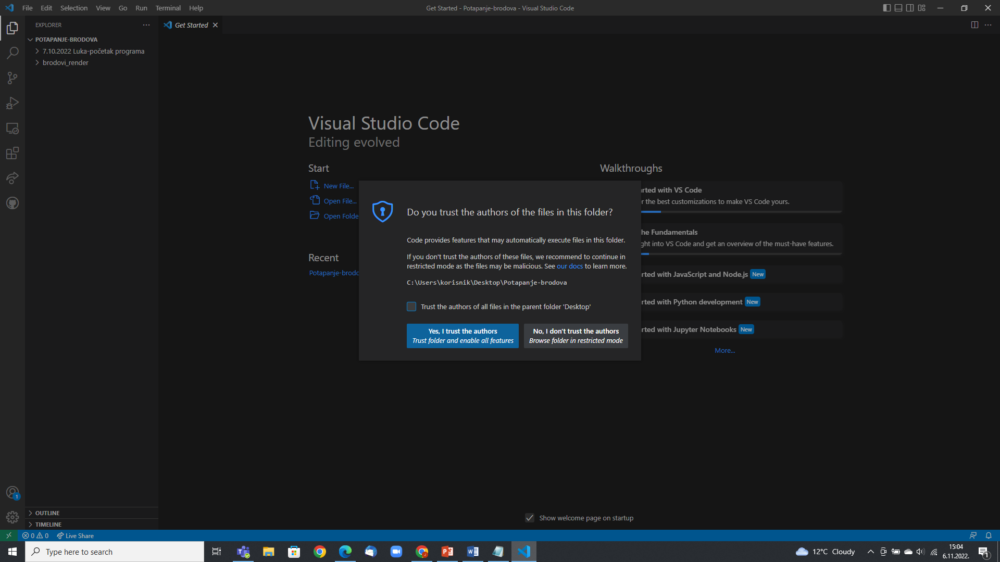 File Edit Selection View Go Run Terminal Help
Get Started - Potapanje-brodova - Visual Studio Code
EXPLORER
Get Started
POTAPANJE-BRODOVA
7.10.2022 Luka-početak programa
brodovi_render
Visual Studio Code
Editing evolved
Start
New File...
Open File...
Open Folde
Recent
Potapanje-brodo
Walkthroughs
rted with VS Code
r the best customizations to make VS Code yours.
he Fundamentals
ght into VS Code and get an overview of the must-have features.
rted with JavaScript and Node.js New
rted with Python development New
rted with Jupyter Notebooks New
More...
Do you trust the authors of the files in this folder?
Code provides features that may automatically execute files in this folder.
If you don't trust the authors of these files, we recommend to continue in
restricted mode as the files may be malicious. See our docs to learn more.
C:\Users\korisnik\Desktop\Potapanje-brodova
Trust the authors of all files in the parent folder 'Desktop'
Yes, I trust the authors
Trust folder and enable all features
No, I don't trust the authors
Browse folder in restricted mode
1
OUTLINE
TIMELINE
Show welcome page on startup
0 0 Live Share
Type here to search
12°C Cloudy
15:04
6.11.2022.
1